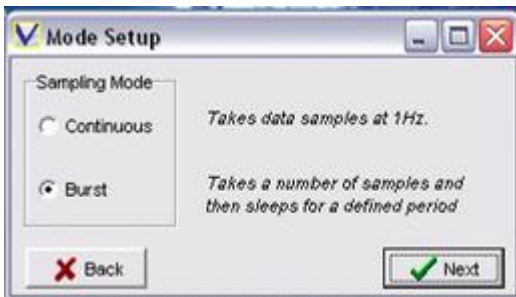 Mode Setup
Sampling Mode
Continuous
Takes data samples at 1Hz.
Burst
Takes a number of samples and
then sleeps for a defined period
Back
Next